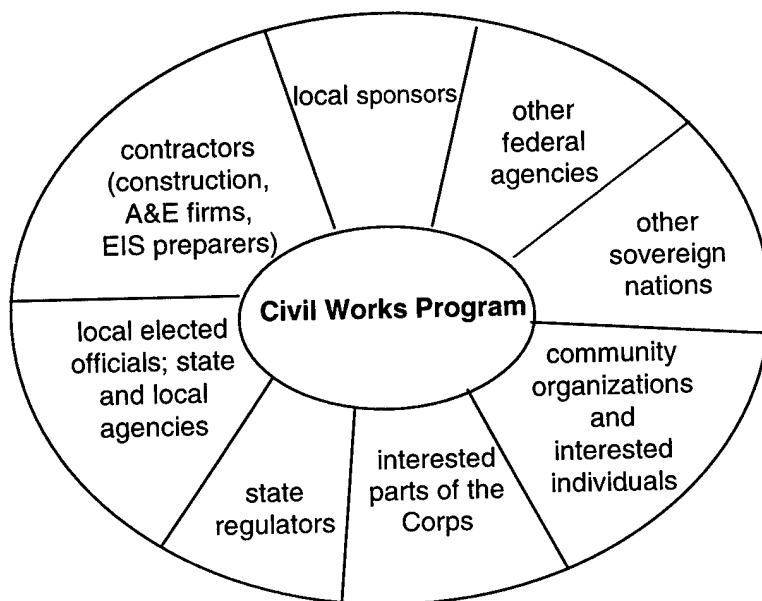 local sponsors
other
federal
agencies
contractors
(construction,
A&E firms,
EIS preparers)
other
sovereign
nations
Civil Works Program
local elected
officials; state
and local
agencies
community
organizations
and
interested
individuals
interested
parts of the
Corps
state
regulators